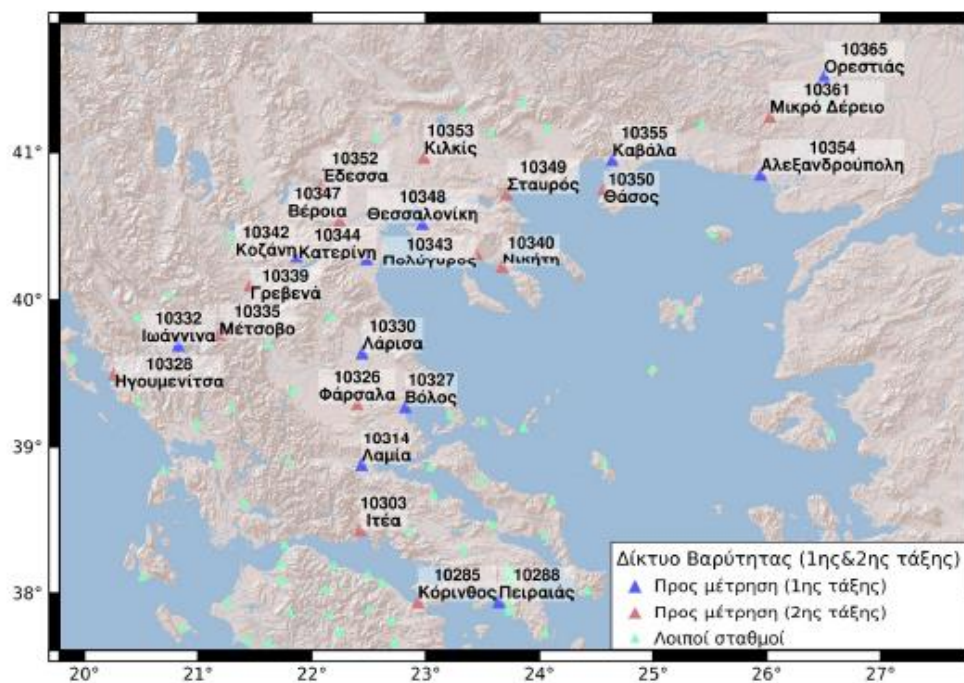 10365
Ορεστιάς
10361
Μικρό Δέρειο
10353
Κιλκίς
10355
Καβάλα
10354
Αλεξανδρούπολη
41°
10352
Έδεσσα
10349
Σταυρός
10350
Θάσος
10347
Βέροια
10348
Θεσσαλονίκη
10342
Κοζάνη
10344
Κατερίνη
10343
Πολύγυρος
10340
Νικήτη
10339
Γρεβενά
40°
10335
Μέτσοβο
10332
Ιωάννινα
10330
Λάρισα
10328
Ηγουμενίτσα
10326
Φάρσαλα
10327
Βόλος
39°
10314
Λαμία
10303
Ιτέα
38°
10285
Κόρινθος
10288
Πειραιάς
Δίκτυο Βαρύτητας (1ης&2ης τάξης)
Προς μέτρηση (1ης τάξης)
Προς μέτρηση (2ης τάξης)
Λοιποί σταθμοί
20° 21° 22° 23° 24° 25° 26° 27°